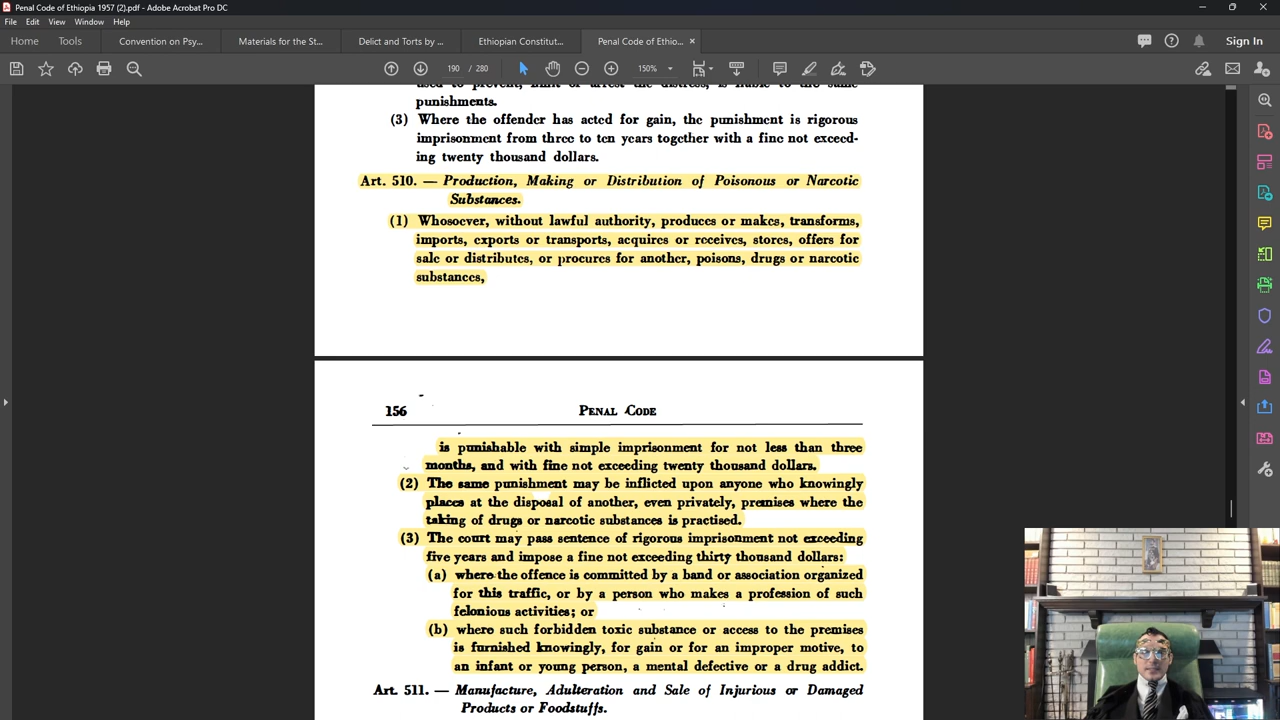 Penal Code of Ethiopia 1957 (2).pdf - Adobe Acrobat Pro DC
File Edit View Window Help
Home Tools Convention on Psy... Materials for the St... Delict and Torts by ... Ethiopian Constitut... Penal Code of Ethio... × Sign In
190 / 280 150%
used to prevent, limit or arrest the distress, is liable to the same
punishments.
(3) Where the offender has acted for gain, the punishment is rigorous
imprisonment from three to ten years together with a fine not exceed-
ing twenty thousand dollars.
Art. 510. — Production, Making or Distribution of Poisonous or Narcotic
Substances.
(1) Whosoever, without lawful authority, produces or makes, transforms,
imports, exports or transports, acquires or receives, stores, offers for
sale or distributes, or procures for another, poisons, drugs or narcotic
substances,
156 PENAL CODE
is punishable with simple imprisonment for not less than three
months, and with fine not exceeding twenty thousand dollars.
(2) The same punishment may be inflicted upon anyone who knowingly
places at the disposal of another, even privately, premises where the
taking of drugs or narcotic substances is practised.
(3) The court may pass sentence of rigorous imprisonment not exceeding
five years and impose a fine not exceeding thirty thousand dollars:
(a) where the offence is committed by a band or association organized
for this traffic, or by a person who makes a profession of such
felonious activities; or
(b) where such forbidden toxic substance or access to the premises
is furnished knowingly, for gain or for an improper motive, to
an infant or young person, a mental defective or a drug addict.
Art. 511. — Manufacture, Adulteration and Sale of Injurious or Damaged
Products or Foodstuffs.